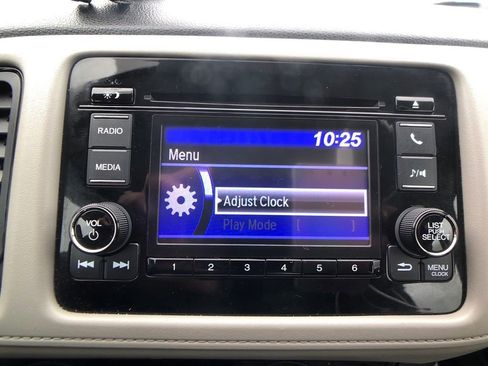 10:25
RADIO
Menu
MEDIA
Adjust Clock
Play Mode [ ]
VOL
LIST
PUSH
SELECT
1 2 3 4 5 6
MENU
CLOCK